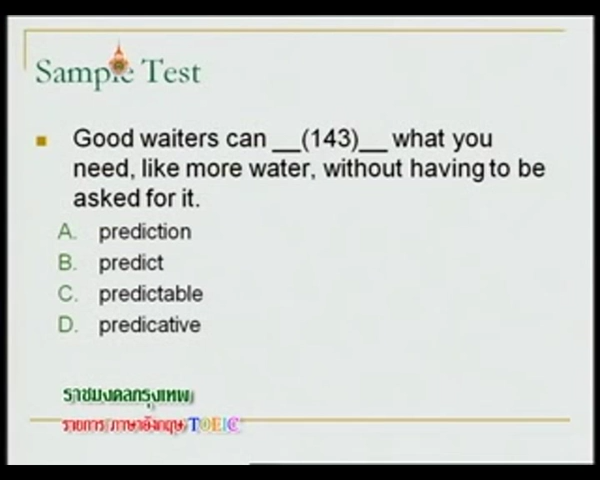 Sample Test
Good waiters can __(143)__ what you
need, like more water, without having to be
asked for it.
A. prediction
B. predict
C. predictable
D. predicative
ราชมงคลกรุงเทพ
รายการ ภาษาอังกฤษ TOEIC